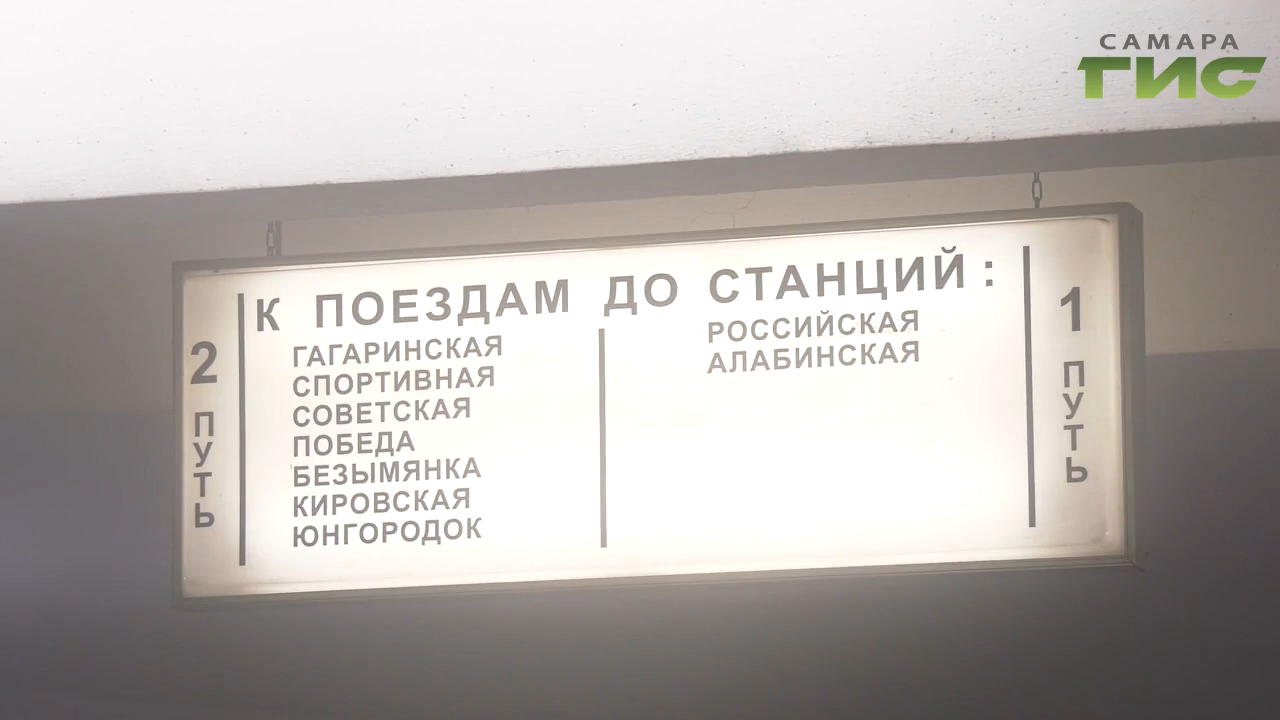 САМАРА
ГИС
К ПОЕЗДАМ ДО СТАНЦИЙ:
2 ПУТЬ
ГАГАРИНСКАЯ
СПОРТИВНАЯ
СОВЕТСКАЯ
ПОБЕДА
БЕЗЫМЯНКА
КИРОВСКАЯ
ЮНГОРОДОК
РОССИЙСКАЯ
АЛАБИНСКАЯ
1 ПУТЬ